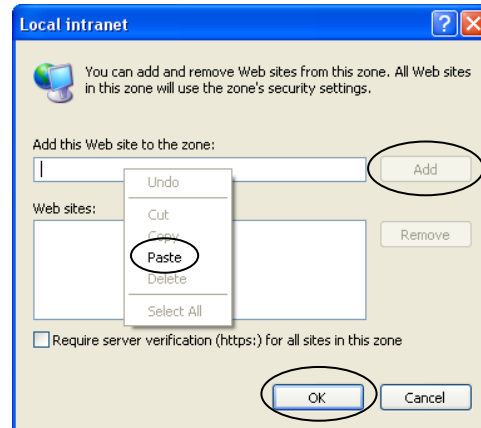 Local intranet
You can add and remove Web sites from this zone. All Web sites
in this zone will use the zone's security settings.
Add this Web site to the zone:
Add
Undo
Web sites:
Cut
Copy
Remove
Paste
Delete
Select All
Require server verification (https:) for all sites in this zone
OK
Cancel